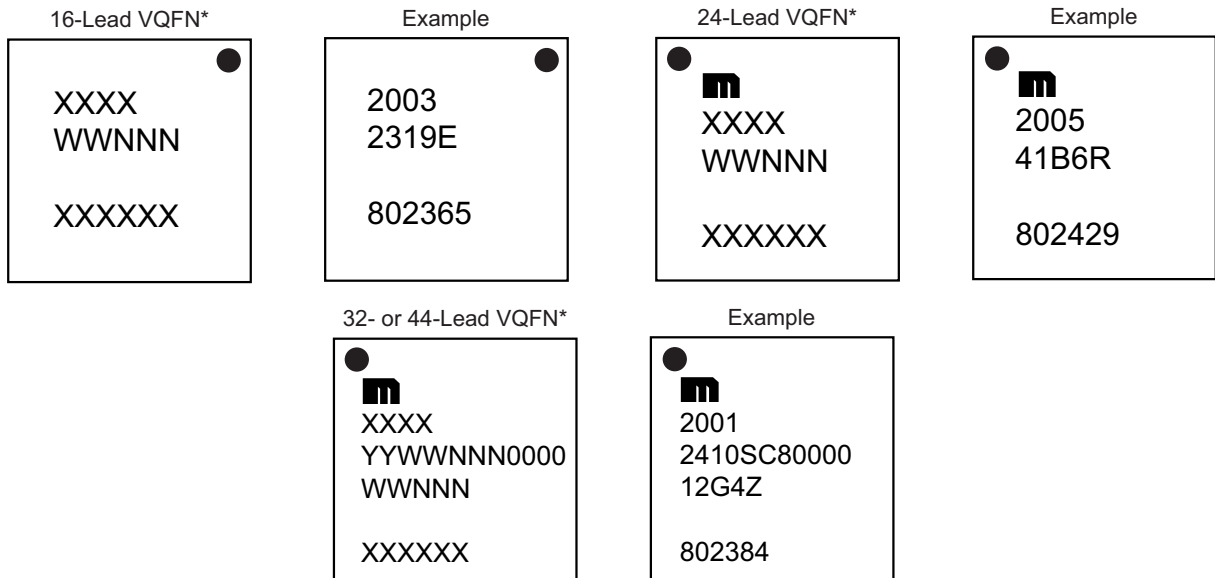 16-Lead VQFN*
XXXX
WWNNN
XXXXXX
Example
2003
2319E
802365
24-Lead VQFN*
XXXX
WWNNN
XXXXXX
Example
2005
41B6R
802429
32- or 44-Lead VQFN*
XXXX
YYWWNNN0000
WWNNN
XXXXXX
Example
2001
2410SC80000
12G4Z
802384